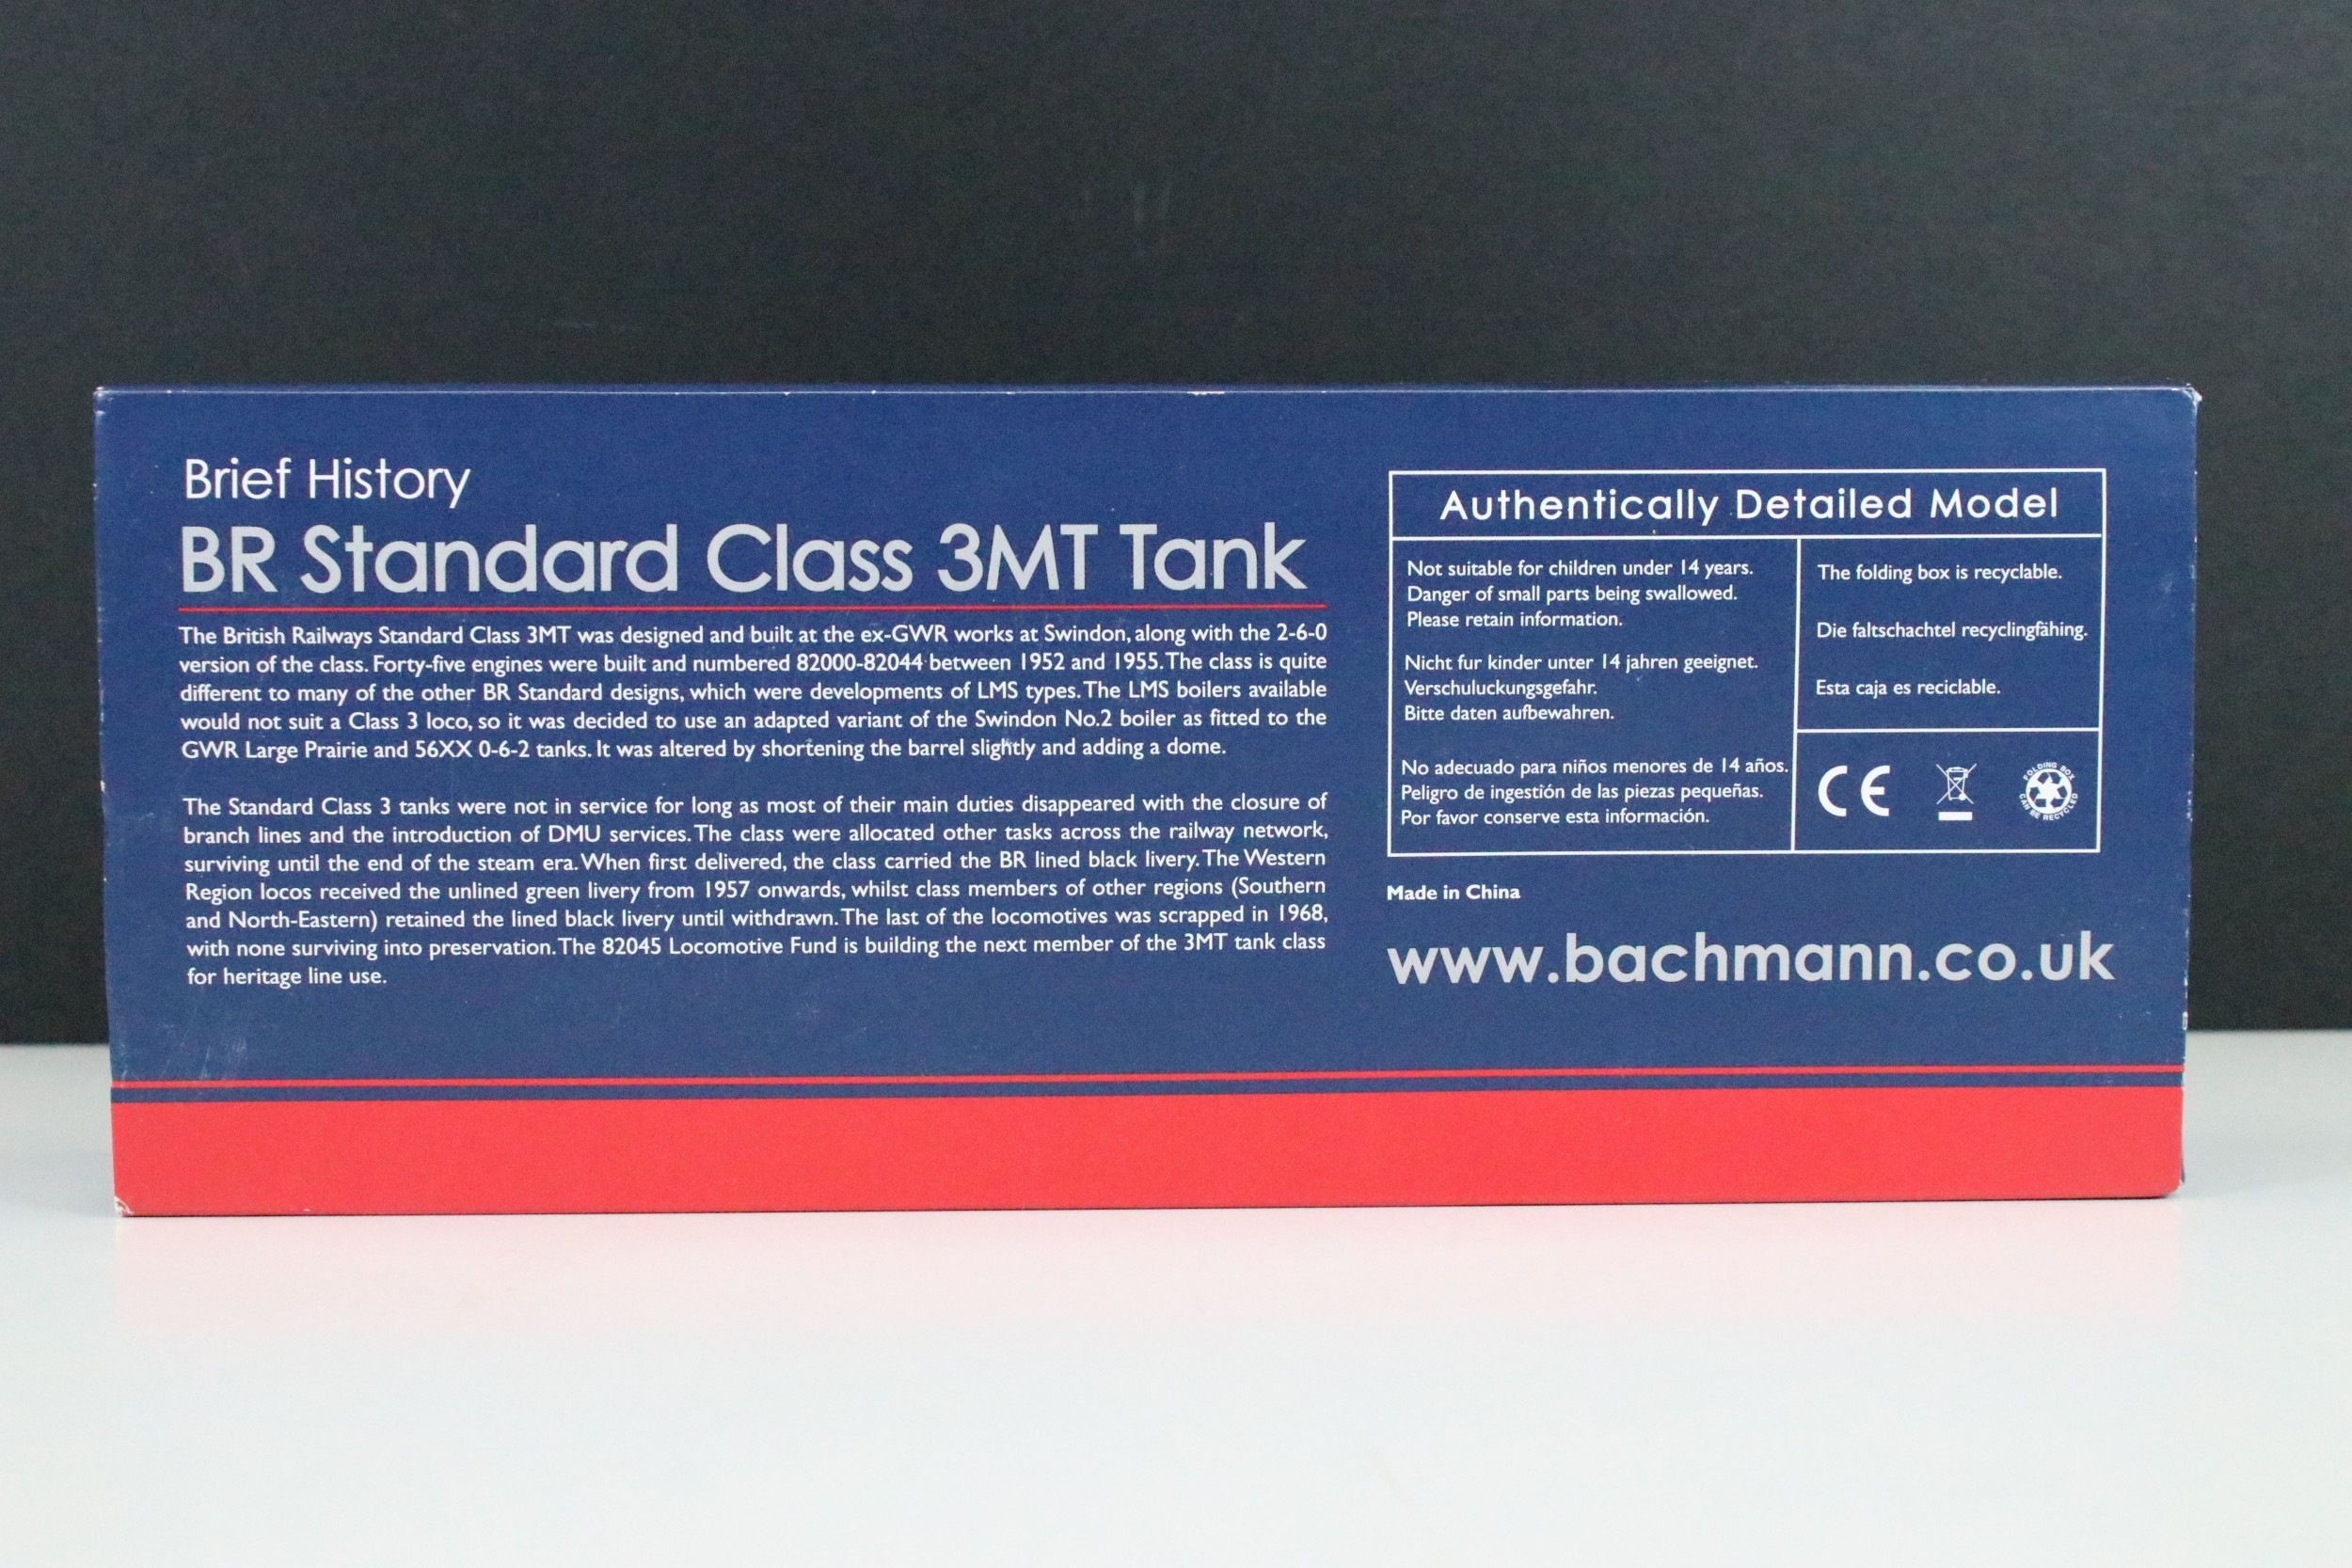 Brief History
BR Standard Class 3MT Tank
The British Railways Standard Class 3MT was designed and built at the ex-GWR works at Swindon, along with the 2-6-0
version of the class. Forty-five engines were built and numbered 82000-82044 between 1952 and 1955. The class is quite
different to many of the other BR Standard designs, which were developments of LMS types. The LMS boilers available
would not suit a Class 3 loco, so it was decided to use an adapted variant of the Swindon No.2 boiler as fitted to the
GWR Large Prairie and 56XX 0-6-2 tanks. It was altered by shortening the barrel slightly and adding a dome.
The Standard Class 3 tanks were not in service for long as most of their main duties disappeared with the closure of
branch lines and the introduction of DMU services. The class were allocated other tasks across the railway network,
surviving until the end of the steam era. When first delivered, the class carried the BR lined black livery. The Western
Region locos received the unlined green livery from 1957 onwards, whilst class members of other regions (Southern
and North-Eastern) retained the lined black livery until withdrawn. The last of the locomotives was scrapped in 1968,
with none surviving into preservation. The 82045 Locomotive Fund is building the next member of the 3MT tank class
for heritage line use.
Authentically Detailed Model
Not suitable for children under 14 years.
Danger of small parts being swallowed.
Please retain information.
Nicht fur kinder unter 14 jahren geeignet.
Verschuluckungsgefahr.
Bitte daten aufbewahren.
No adecuado para niños menores de 14 años.
Peligro de ingestión de las piezas pequeñas.
Por favor conserve esta información.
The folding box is recyclable.
Die faltschachtel recyclingfähing.
Esta caja es reciclable.
CE
FOLDING BOX
CAN BE RECYCLED
Made in China
www.bachmann.co.uk